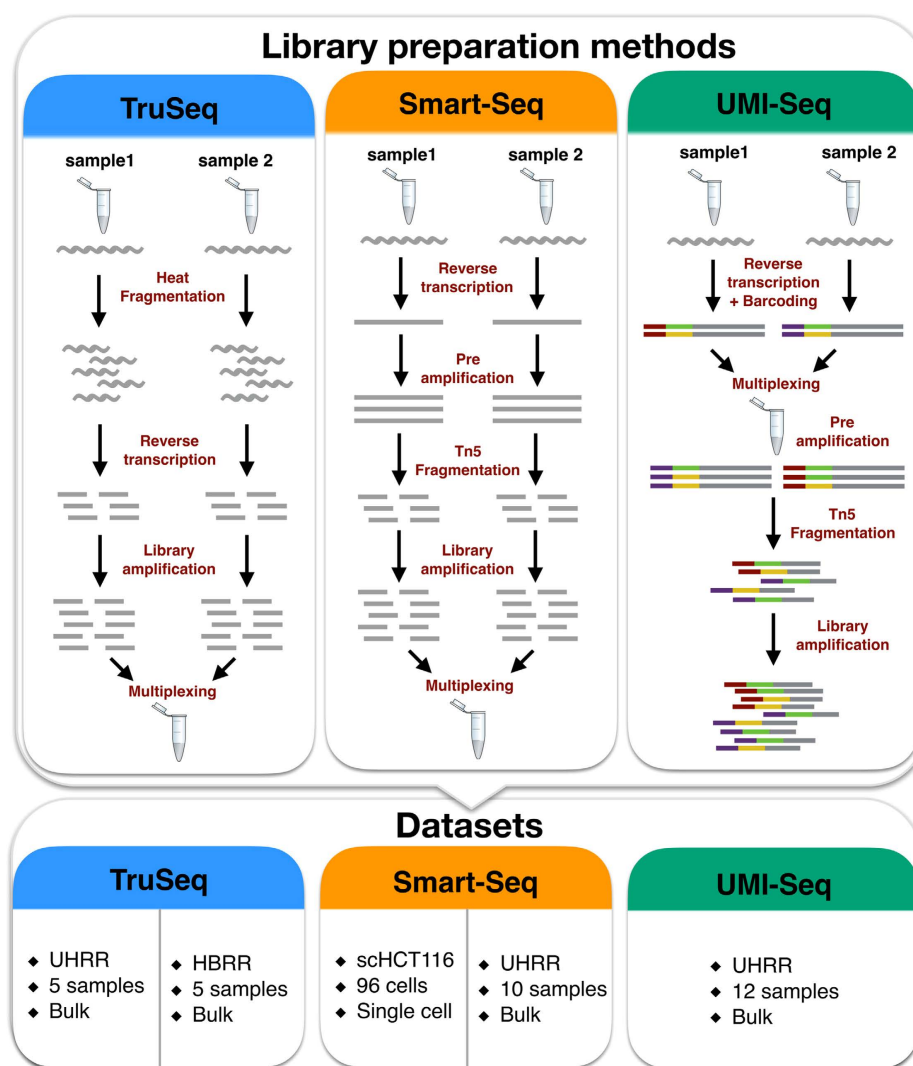 Library preparation methods
TruSeq
sample1
sample 2
Heat
Fragmentation
Reverse
transcription
Library
amplification
Multiplexing
Smart-Seq
sample1
sample 2
Reverse
transcription
Pre
amplification
Tn5
Fragmentation
Library
amplification
Multiplexing
UMI-Seq
sample1
sample 2
Reverse
transcription
+ Barcoding
Multiplexing
Pre
amplification
Tn5
Fragmentation
Library
amplification
Datasets
TruSeq
◆ UHRR
◆ 5 samples
◆ Bulk
◆ HBRR
◆ 5 samples
◆ Bulk
Smart-Seq
◆ scHCT116
◆ 96 cells
◆ Single cell
◆ UHRR
◆ 10 samples
◆ Bulk
UMI-Seq
◆ UHRR
◆ 12 samples
◆ Bulk